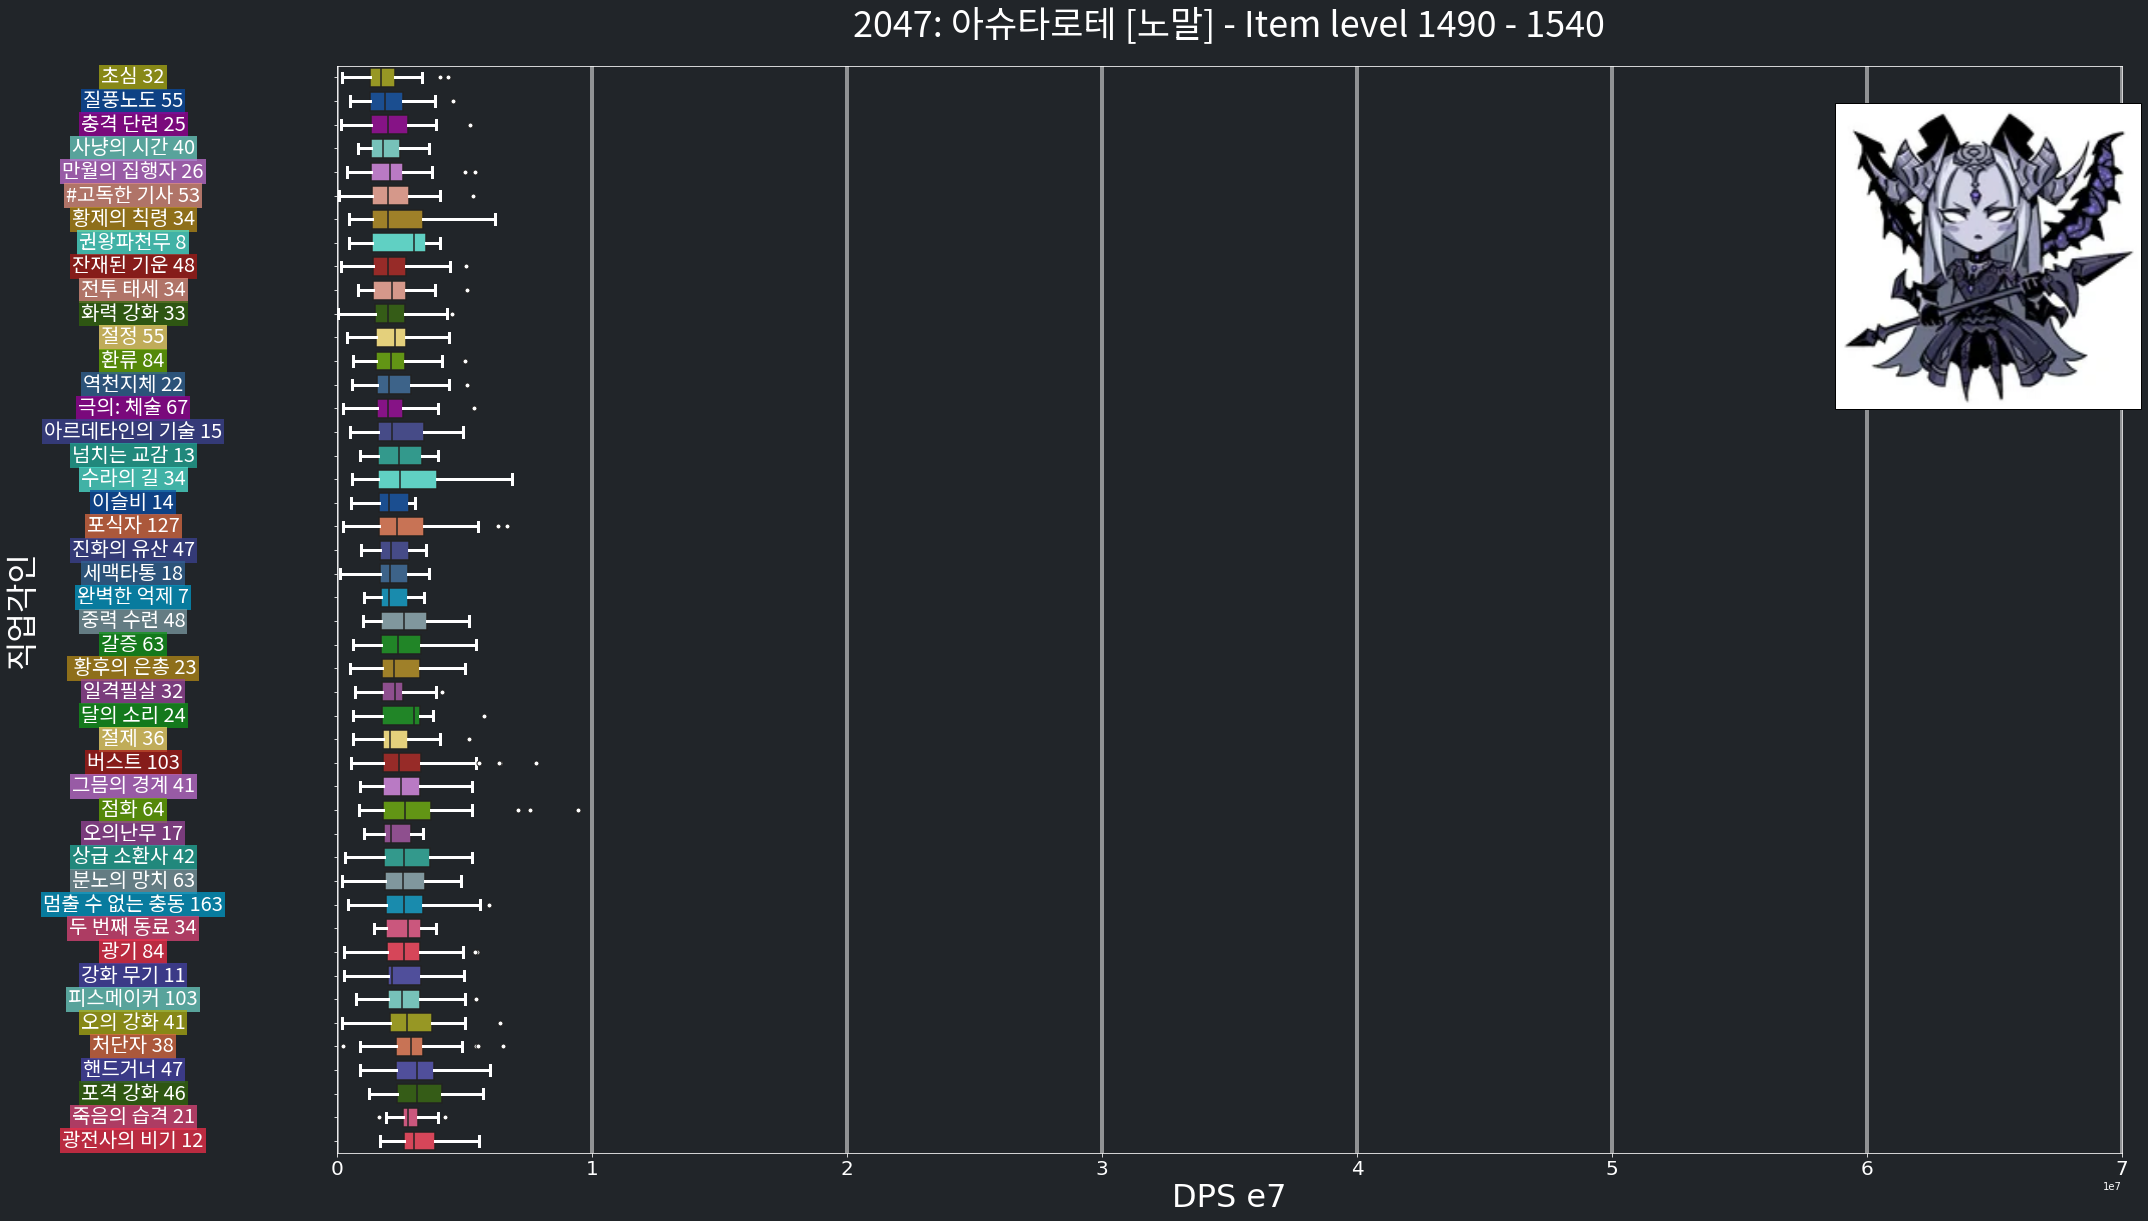 2047: 아슈타로테 [노말] - Item level 1490 - 1540
초심 32
질풍노도 55
충격 단련 25
사냥의 시간 40
만월의 집행자 26
#고독한 기사 53
황제의 칙령 34
권왕파천무 8
잔재된 기운 48
전투 태세 34
화력 강화 33
절정 55
환류 84
역천지체 22
극의: 체술 67
아르데타인의 기술 15
넘치는 교감 13
수라의 길 34
이슬비 14
포식자 127
진화의 유산 47
세맥타통 18
완벽한 억제 7
중력 수련 48
갈증 63
황후의 은총 23
일격필살 32
달의 소리 24
절제 36
버스트 103
그믐의 경계 41
점화 64
오의난무 17
상급 소환사 42
분노의 망치 63
멈출 수 없는 충동 163
두 번째 동료 34
광기 84
강화 무기 11
피스메이커 103
오의 강화 41
처단자 38
핸드거너 47
포격 강화 46
죽음의 습격 21
광전사의 비기 12
직업각인
0 1 2 3 4 5 6 7
1e7
DPS e7